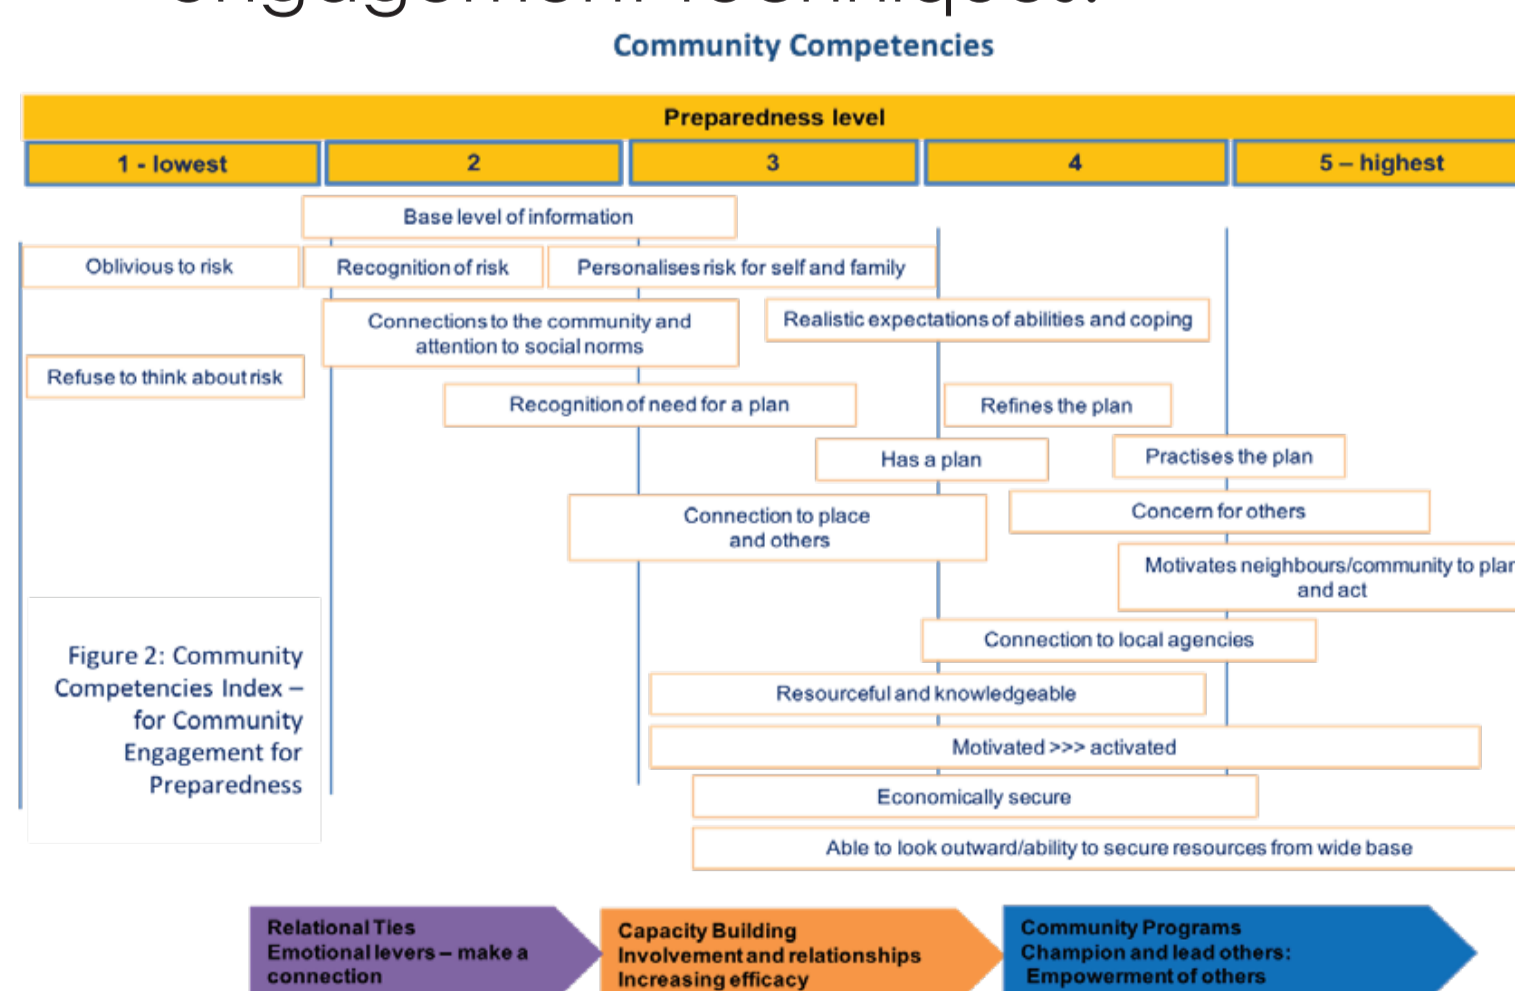 engagement techniques.
Community Competencies
Preparedness level
1 - lowest
2
3
4
5 – highest
Base level of information
Oblivious to risk
Recognition of risk
Personalises risk for self and family
Connections to the community and
attention to social norms
Realistic expectations of abilities and coping
Refuse to think about risk
Recognition of need for a plan
Refines the plan
Has a plan
Practises the plan
Connection to place
and others
Concern for others
Motivates neighbours/community to plan
and act
Connection to local agencies
Figure 2: Community
Competencies Index –
for Community
Engagement for
Preparedness
Resourceful and knowledgeable
Motivated >>> activated
Economically secure
Able to look outward/ability to secure resources from wide base
Relational Ties
Emotional levers – make a
connection
Capacity Building
Involvement and relationships
Increasing efficacy
Community Programs
Champion and lead others:
Empowerment of others